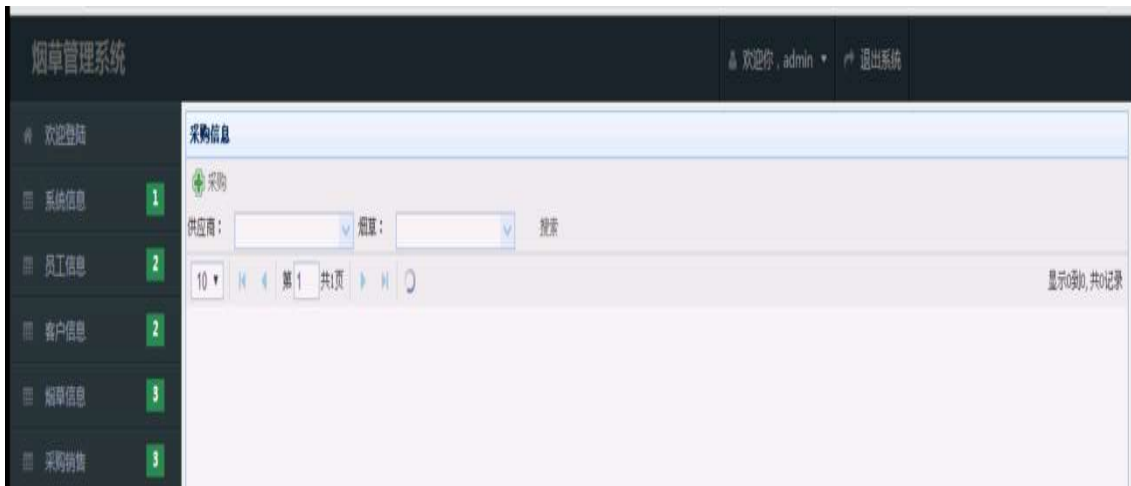 烟草管理系统
欢迎你 , admin
退出系统
欢迎登陆
系统信息 1
员工信息 2
客户信息 2
烟草信息 3
采购销售 3
采购信息
采购
供应商： 烟草： 搜索
10 第 1 共1页 显示0到0, 共0记录